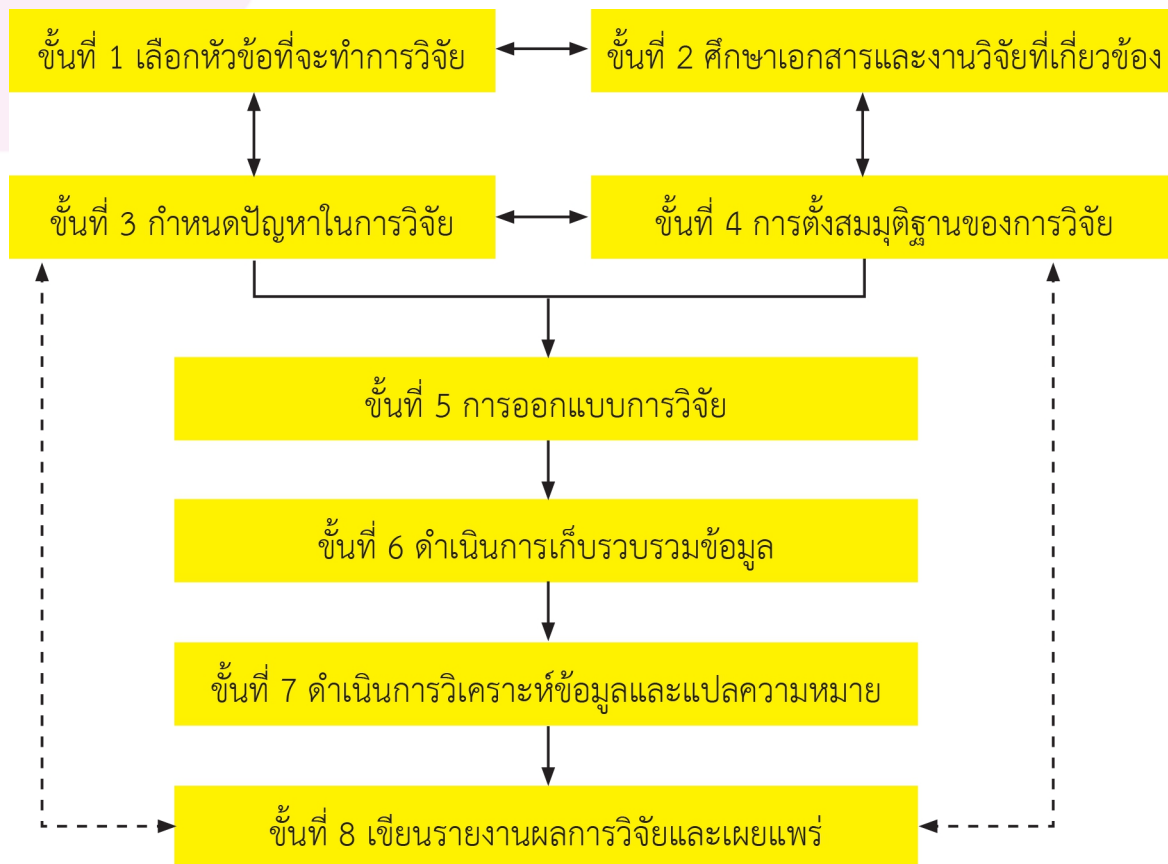 ขั้นที่ 1 เลือกหัวข้อที่จะทำการวิจัย
ขั้นที่ 2 ศึกษาเอกสารและงานวิจัยที่เกี่ยวข้อง
ขั้นที่ 3 กำหนดปัญหาในการวิจัย
ขั้นที่ 4 การตั้งสมมุติฐานของการวิจัย
ขั้นที่ 5 การออกแบบการวิจัย
ขั้นที่ 6 ดำเนินการเก็บรวบรวมข้อมูล
ขั้นที่ 7 ดำเนินการวิเคราะห์ข้อมูลและแปลความหมาย
ขั้นที่ 8 เขียนรายงานผลการวิจัยและเผยแพร่